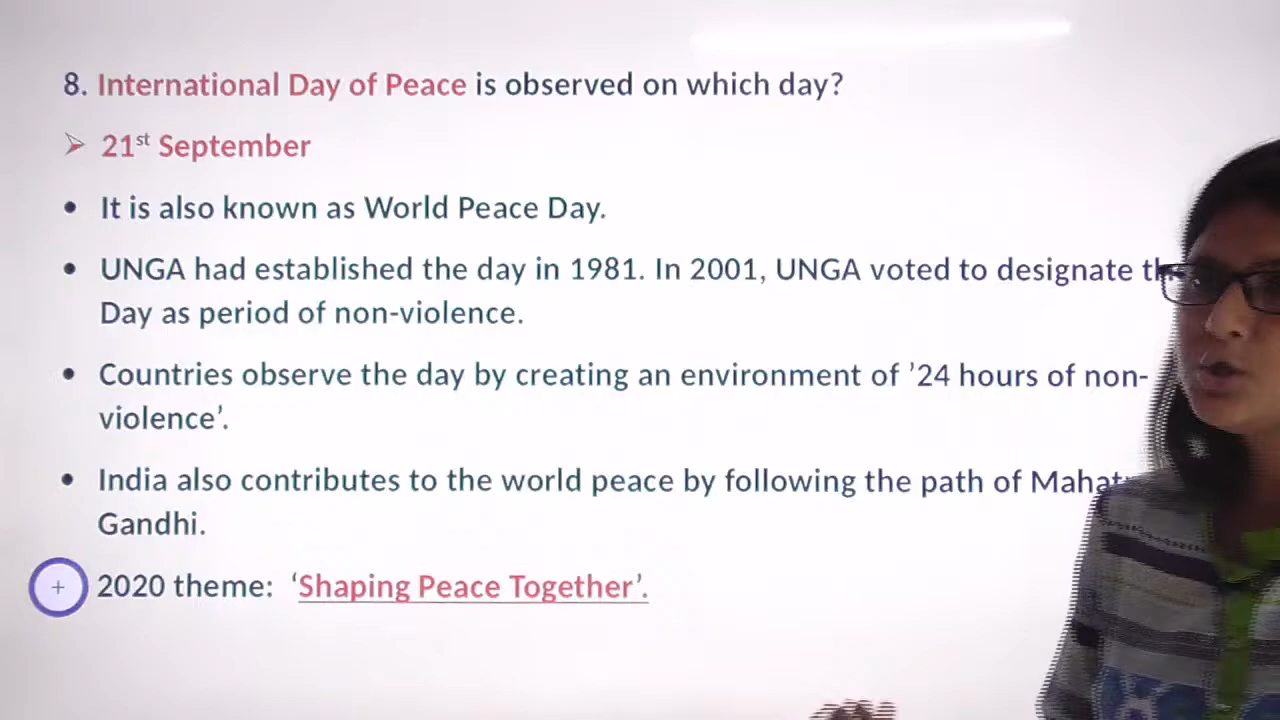 8. International Day of Peace is observed on which day?
➢ 21st September
• It is also known as World Peace Day.
• UNGA had established the day in 1981. In 2001, UNGA voted to designate
Day as period of non-violence.
• Countries observe the day by creating an environment of ’24 hours of non-
violence’.
• India also contributes to the world peace by following the path of
Gandhi.
2020 theme: ‘Shaping Peace Together’.